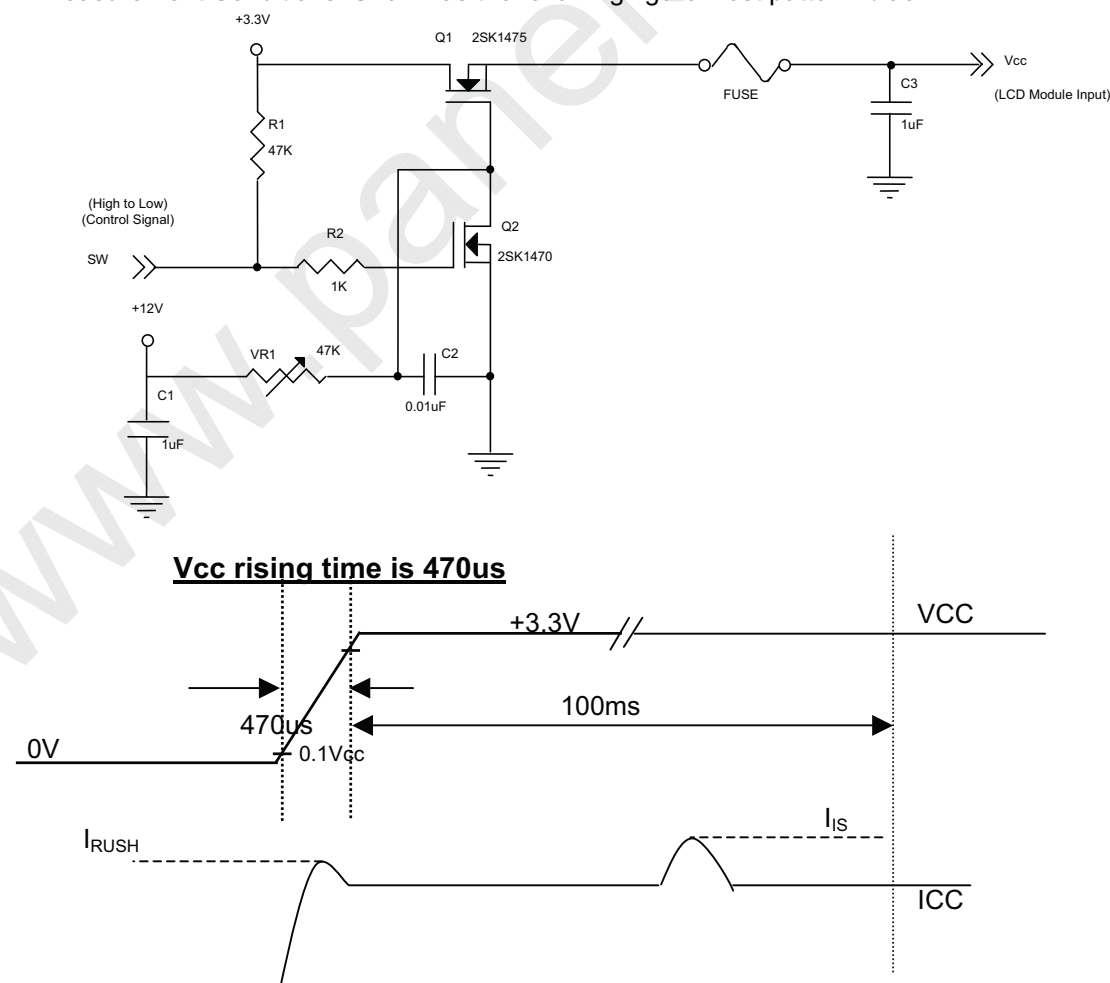 +3.3V
Q1 2SK1475
Vcc
(LCD Module Input)
FUSE
C3
1uF
R1
47K
(High to Low)
(Control Signal)
SW
R2
1K
Q2
2SK1470
+12V
VR1
47K
C2
0.01uF
C1
1uF
Vcc rising time is 470us
+3.3V
VCC
470us
100ms
0V
0.1Vcc
IRUSH
IIS
ICC
www.pane